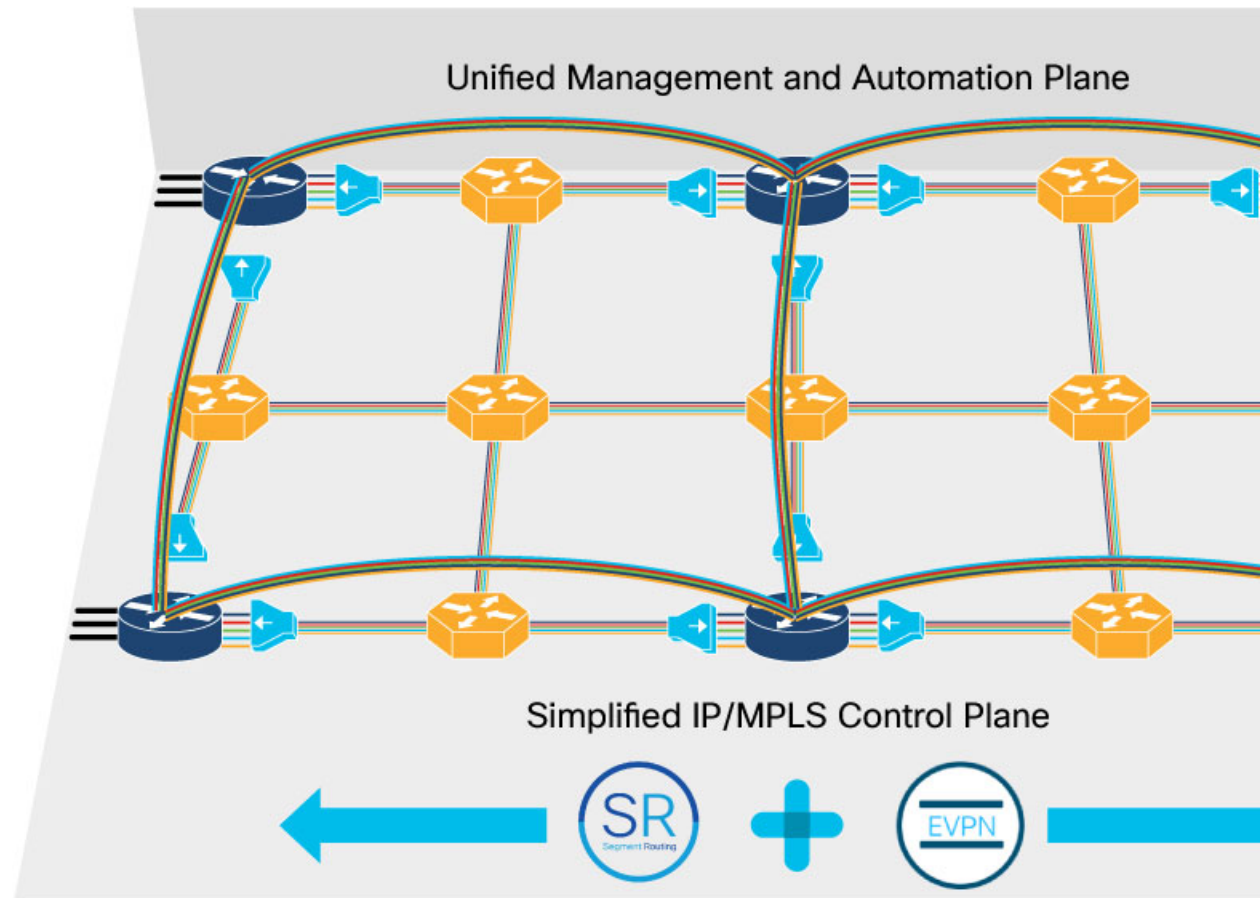 Unified Management and Automation Plane
Simplified IP/MPLS Control Plane
SR
Segment Routing
EVPN